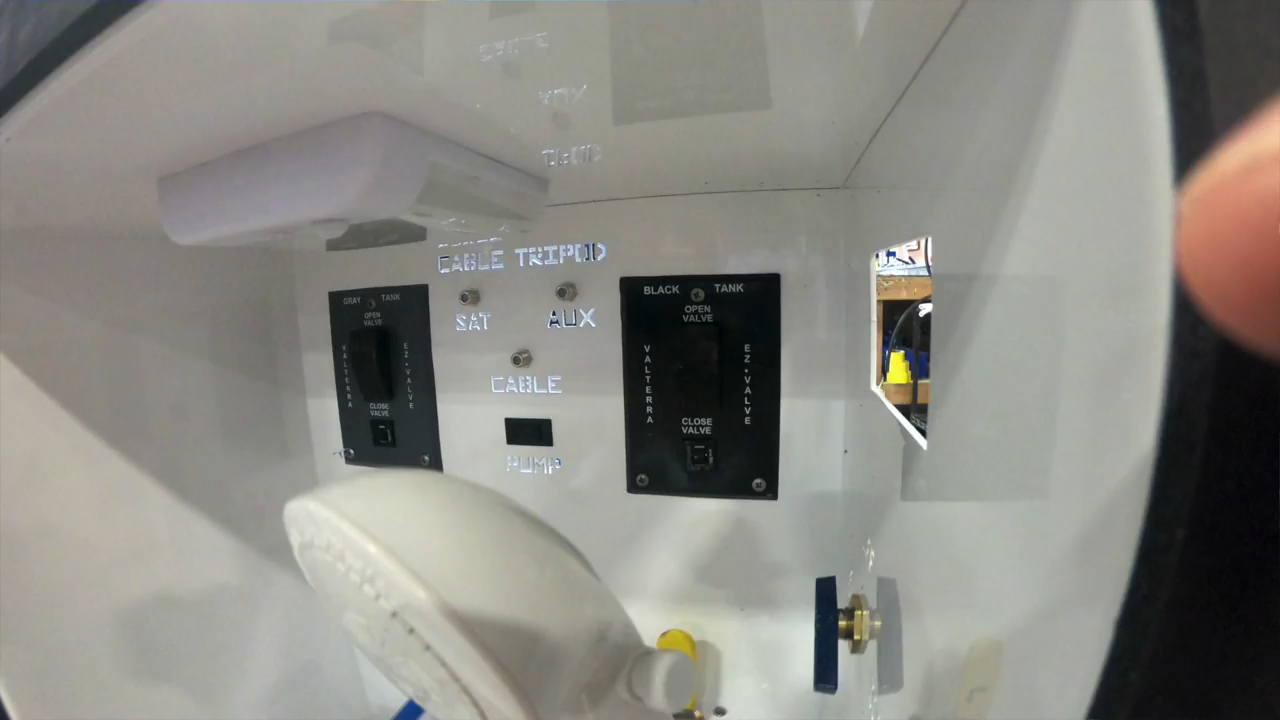 CABLE TRIPOD
SAT
AUX
CABLE
PUMP
GRAY TANK
OPEN
VALVE
VALTERRA
EZ•VALVE
CLOSE
VALVE
BLACK TANK
OPEN
VALVE
VALTERRA
EZ•VALVE
CLOSE
VALVE